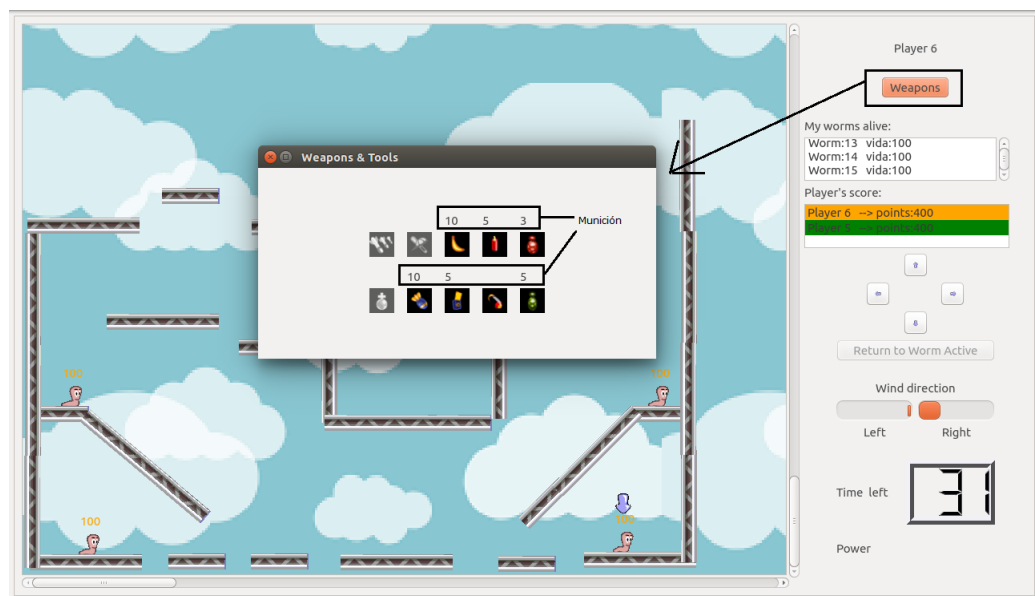 Player 6
Weapons
My worms alive:
Worm:13 vida:100
Worm:14 vida:100
Worm:15 vida:100
Player's score:
Player 6 --> points:400
Player 5 --> points:400
Return to Worm Active
Wind direction
Left Right
Time left 31
Power
Weapons & Tools
10 5 3 Munición
10 5 5
100
100
100
100